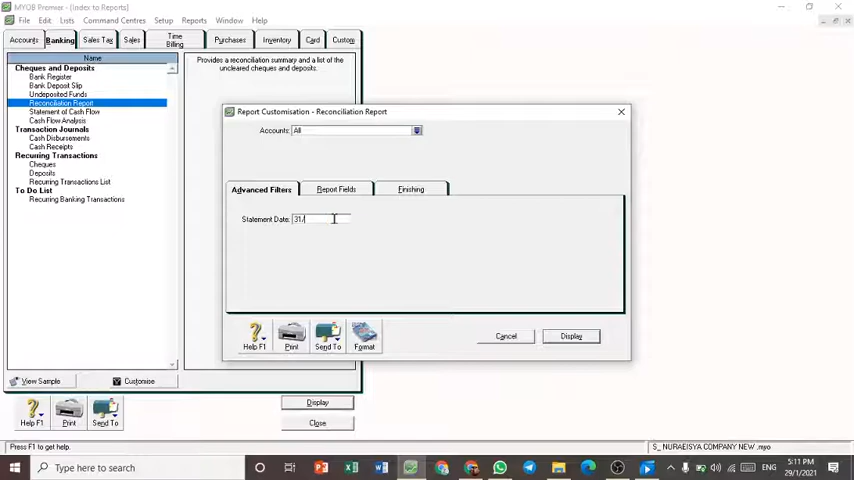 MYOB Premier - [Index to Reports]
File Edit Lists Command Centres Setup Reports Window Help
Accounts Banking Sales Tax Sales Time Billing Purchases Inventory Card Custom
Name
Cheques and Deposits
Bank Register
Bank Deposit Slip
Undeposited Funds
Reconciliation Report
Statement of Cash Flow
Cash Flow Analysis
Transaction Journals
Cash Disbursements
Cash Receipts
Recurring Transactions
Cheques
Deposits
Recurring Transactions List
To Do List
Recurring Banking Transactions
Provides a reconciliation summary and a list of the
uncleared cheques and deposits.
Report Customisation - Reconciliation Report
Accounts: All
Advanced Filters Report Fields Finishing
Statement Date: 31/
Help F1 Print Send To Format Cancel Display
View Sample Customise
Help F1 Print Send To Display
Close
Press F1 to get help. S_ NURAEISYA COMPANY NEW .myo
Type here to search ENG 5:11 PM
29/1/2021